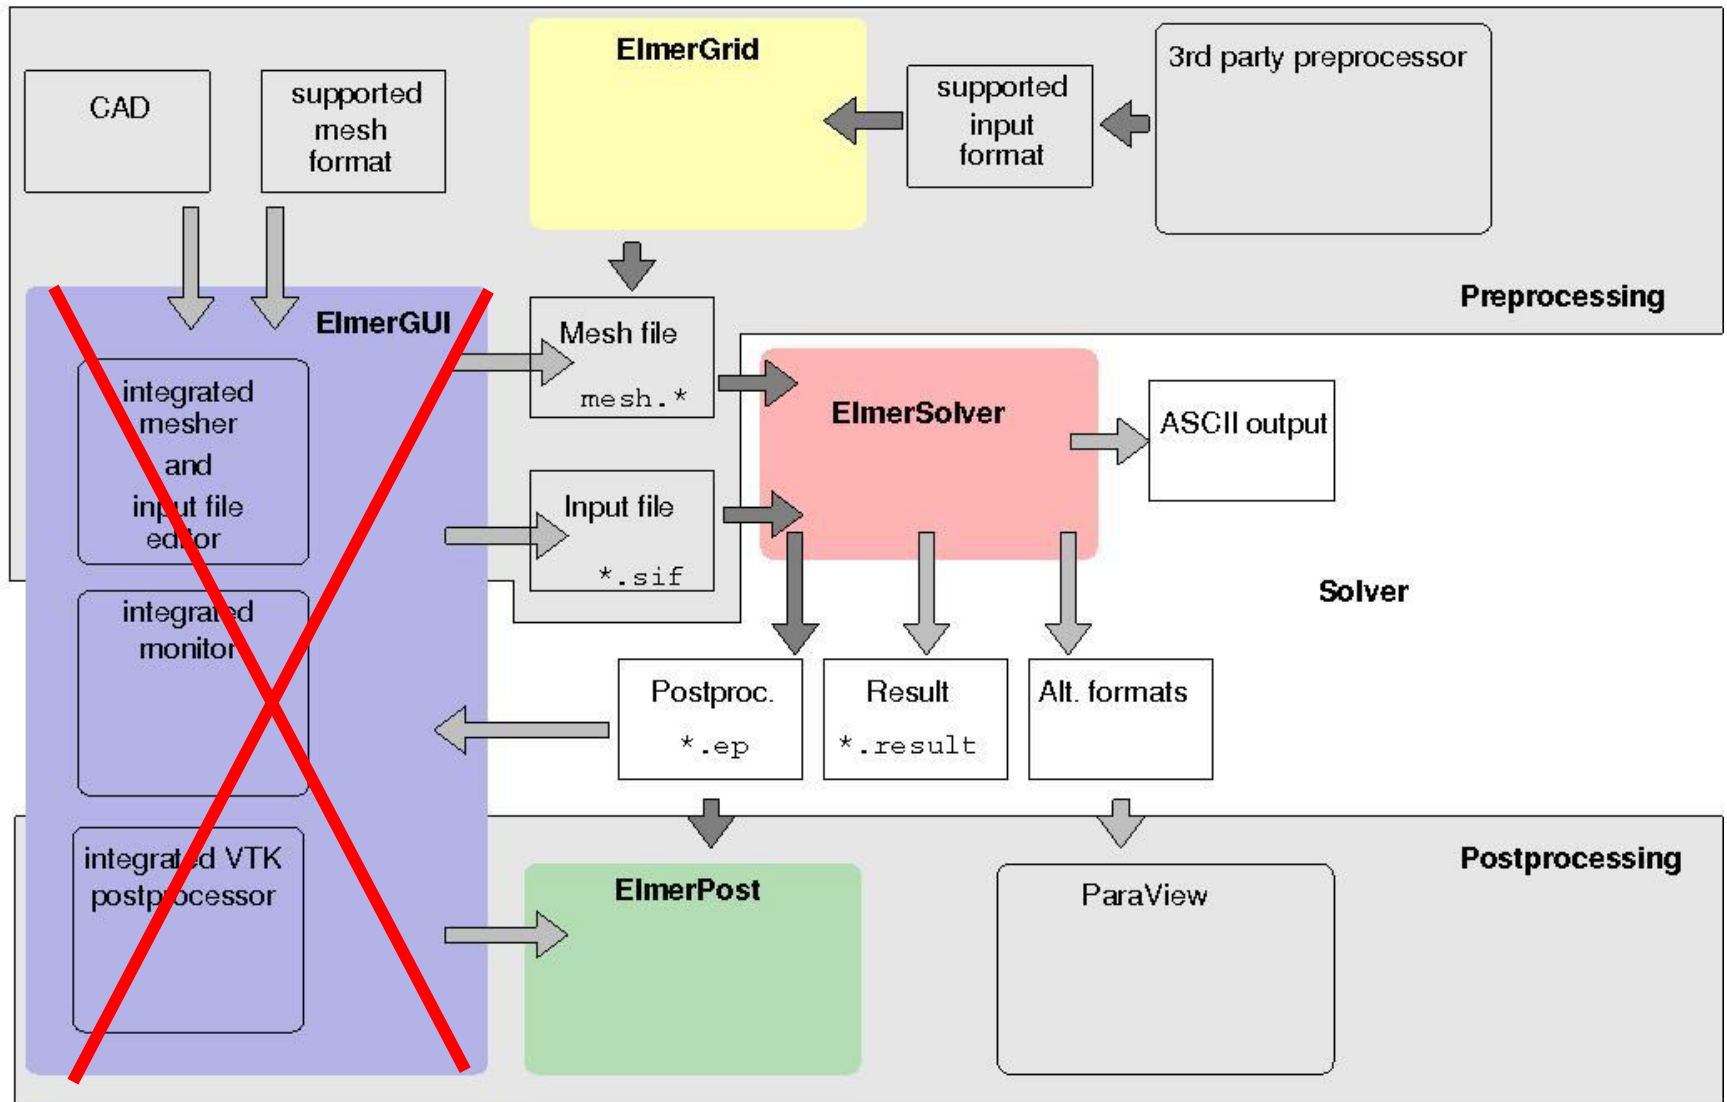 ElmerGrid
3rd party preprocessor
CAD
supported
mesh
format
supported
input
format
Preprocessing
ElmerGUI
Mesh file
mesh.*
integrated
mesher
and
input file
editor
ElmerSolver
ASCII output
Input file
*.sif
Solver
integrated
monitor
Postproc.
*.ep
Result
*.result
Alt. formats
integrated VTK
postprocessor
ElmerPost
ParaView
Postprocessing